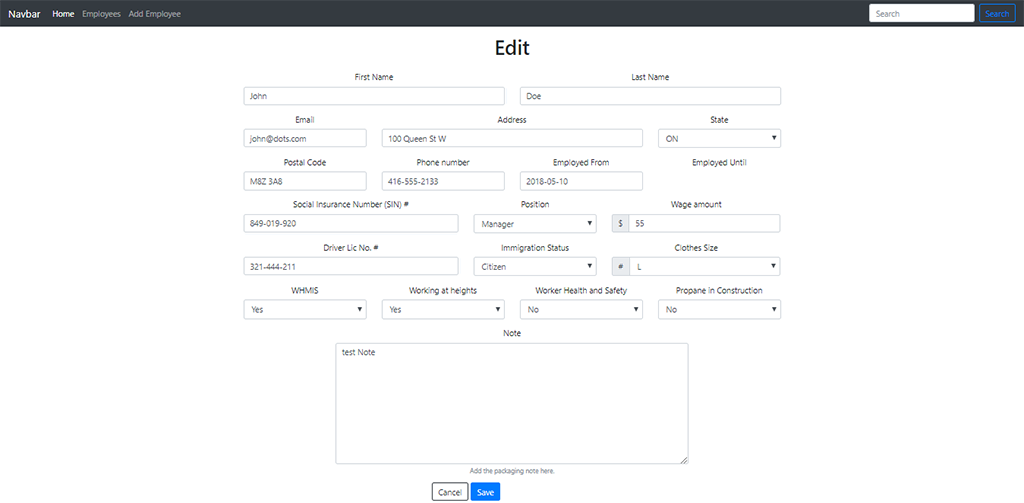 Navbar Home Employees Add Employee Search Search
Edit
First Name Last Name
John Doe
Email Address State
john@dots.com 100 Queen St W ON
Postal Code Phone number Employed From Employed Until
M8Z 3A8 416-555-2133 2018-05-10
Social Insurance Number (SIN) # Position Wage amount
849-019-920 Manager $ 55
Driver Lic No. # Immigration Status Clothes Size
321-444-211 Citizen # L
WHMIS Working at heights Worker Health and Safety Propane in Construction
Yes Yes No No
Note
test Note
Add the packaging note here.
Cancel Save